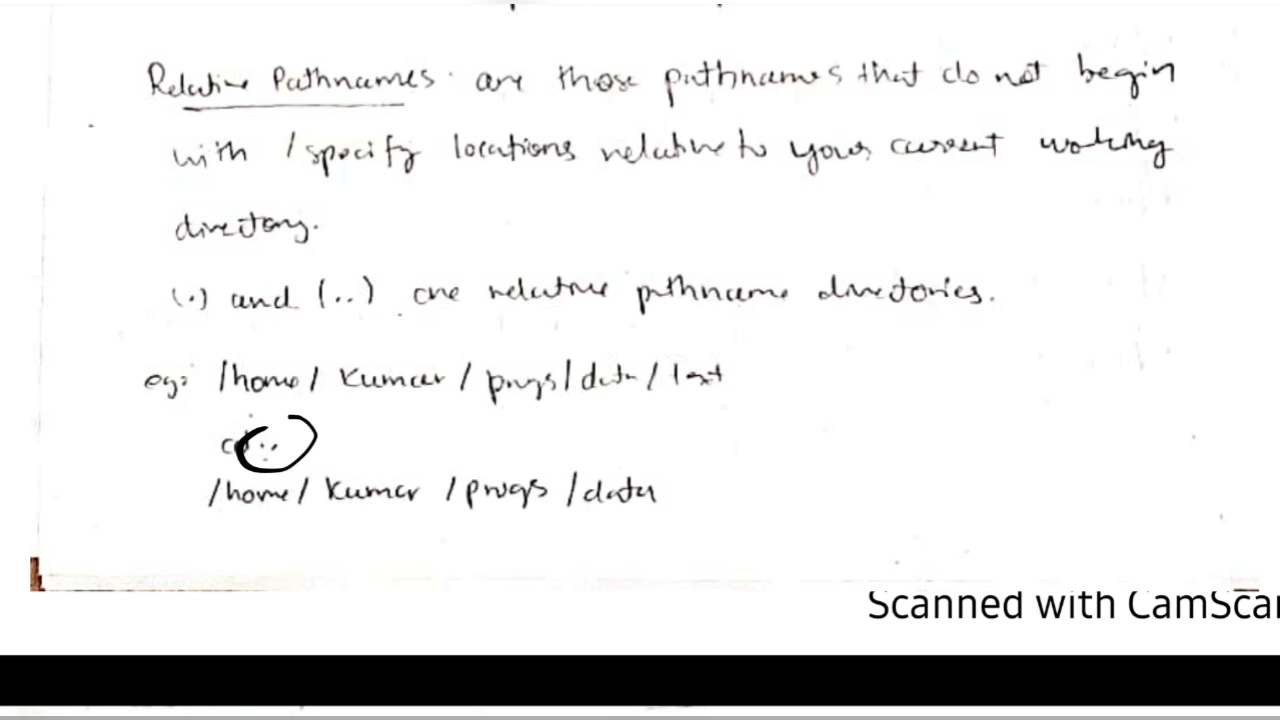 Relative Pathnames are those pathnames that do not begin
with / specify locations relative to your current working
directory.
(.) and (..) are relative pathname directories.
eg: /home/ Kumar / progs/ data /
cd ..
/home/ Kumar / progs /data
Scanned with CamScan